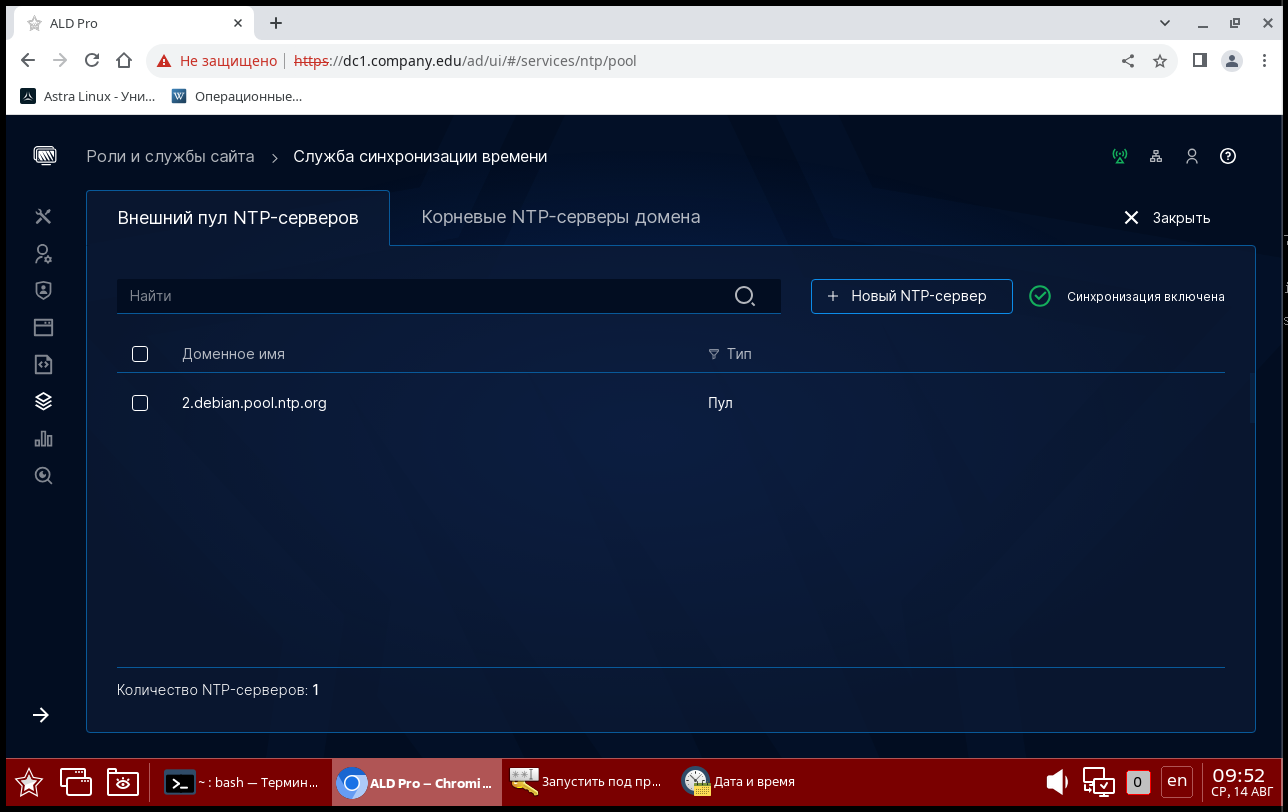 ALD Pro
Не защищено https://dc1.company.edu/ad/ui/#/services/ntp/pool
Astra Linux - Уни... Операционные...
Роли и службы сайта › Служба синхронизации времени
Внешний пул NTP-серверов Корневые NTP-серверы домена Закрыть
Найти + Новый NTP-сервер Синхронизация включена
Доменное имя Тип
2.debian.pool.ntp.org Пул
Количество NTP-серверов: 1
~ : bash — Термин... ALD Pro – Chromi... Запустить под пр... Дата и время 0 en 09:52
СР, 14 АВГ